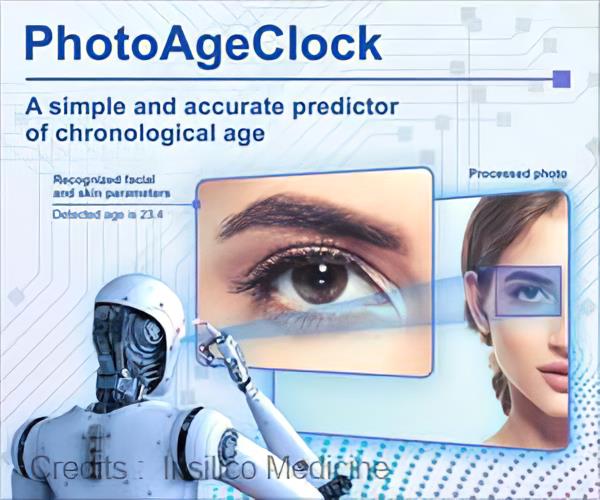 PhotoAgeClock
A simple and accurate predictor
of chronological age
Recognized facial
and skin parameters
Detected age is 23.4
Processed photo
Credits : Insilico Medicine